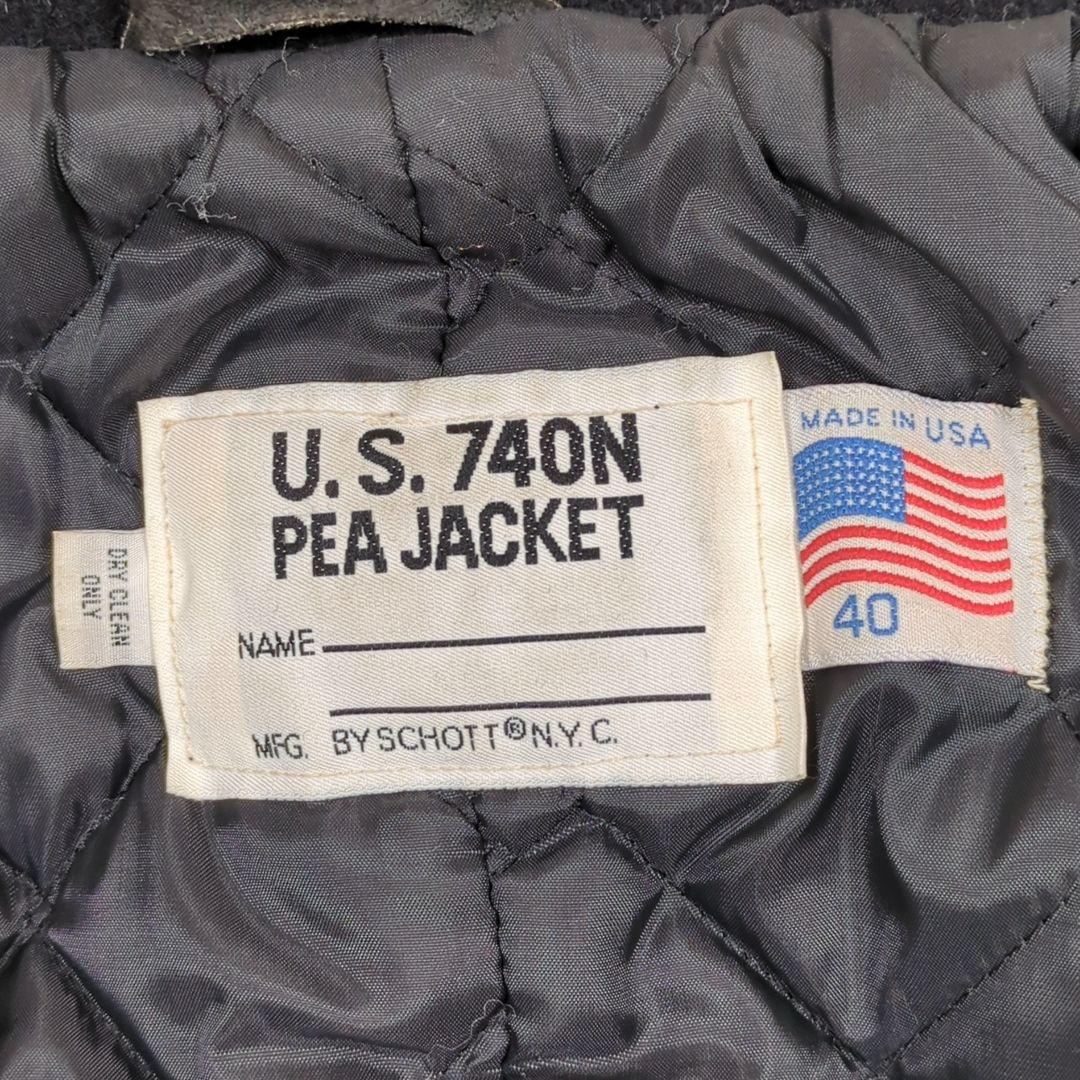 U. S. 740N
PEA JACKET
NAME
MFG. BY SCHOTT® N.Y. C.
DRY CLEAN
ONLY
MADE IN USA
40